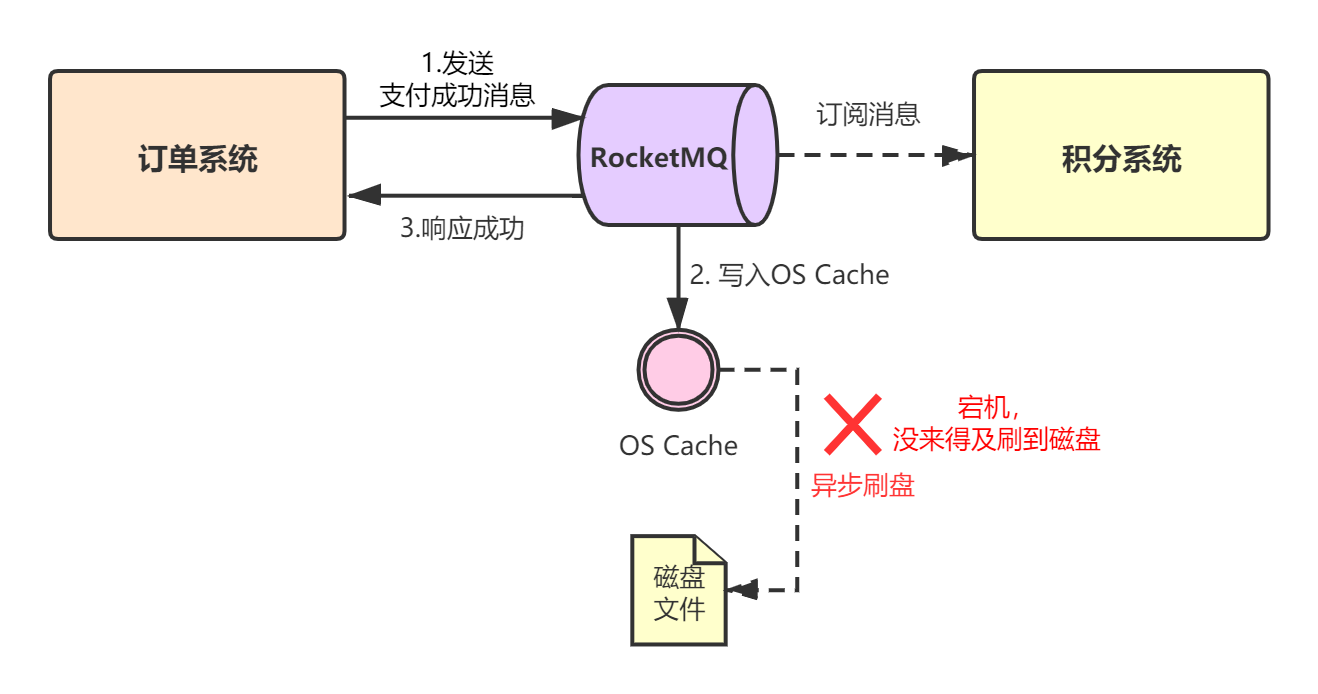 1.发送
支付成功消息
订单系统
RocketMQ
订阅消息
积分系统
3.响应成功
2. 写入OS Cache
OS Cache
宕机，
没来得及刷到磁盘
异步刷盘
磁盘
文件